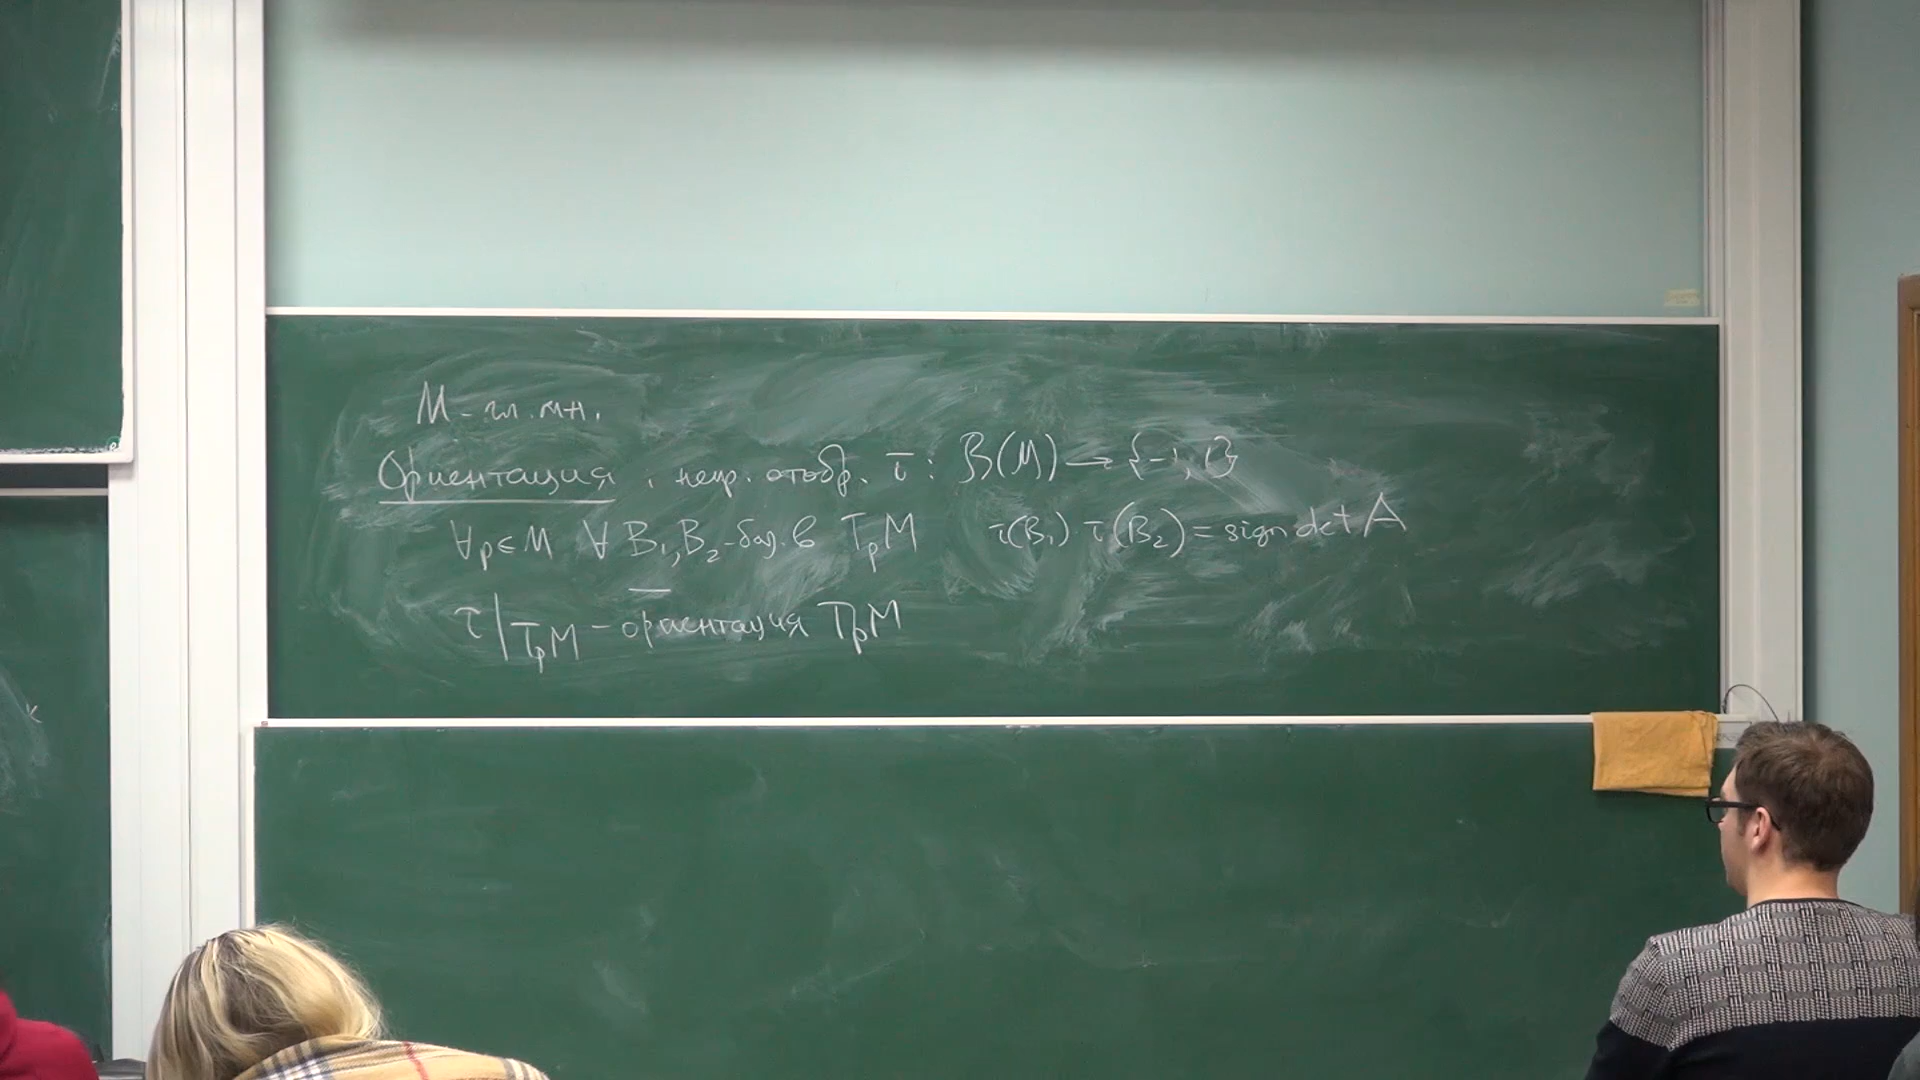 M - гл. мн.
Ориентация : непр. отобр. τ : B(M) → {-1, 1}
∀p∈M ∀ B₁, B₂ - баз. в TₚM τ(B₁) τ(B₂) = sign det A
τ|TₚM - ориентация TₚM